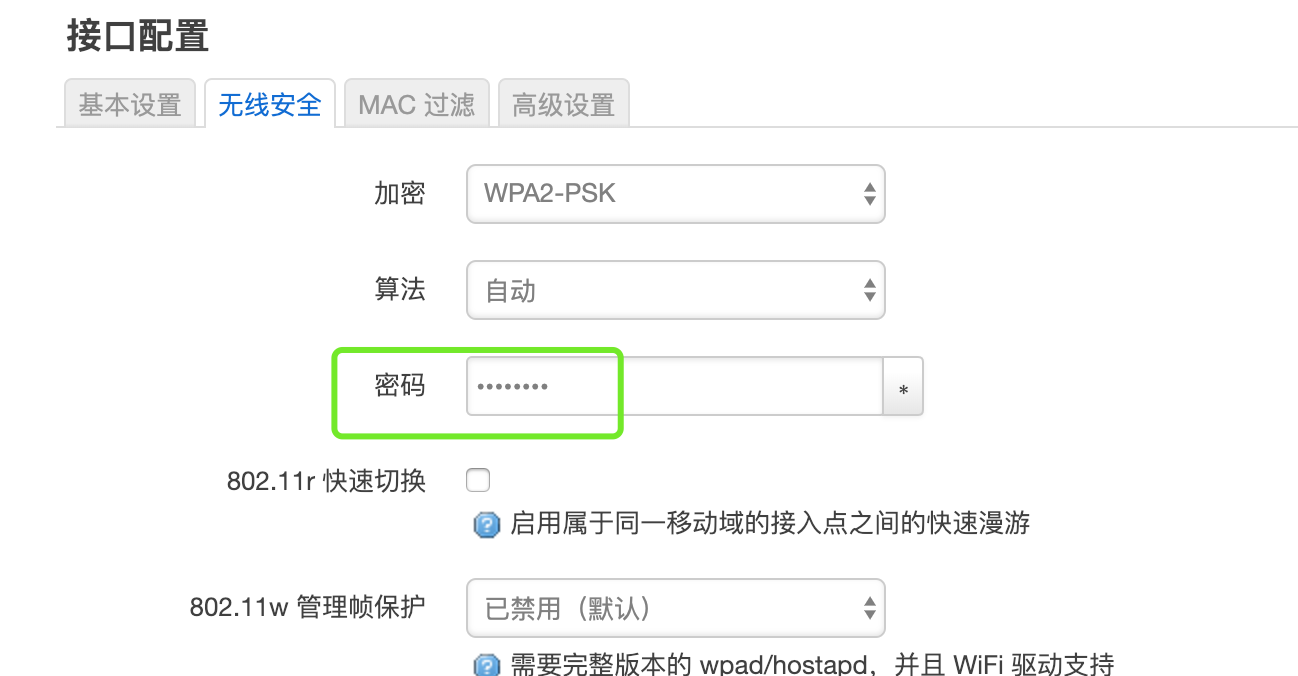 接口配置
基本设置 无线安全 MAC 过滤 高级设置
加密 WPA2-PSK
算法 自动
密码 •••••••• *
802.11r 快速切换
启用属于同一移动域的接入点之间的快速漫游
802.11w 管理帧保护 已禁用（默认）
需要完整版本的 wpad/hostapd，并且 WiFi 驱动支持